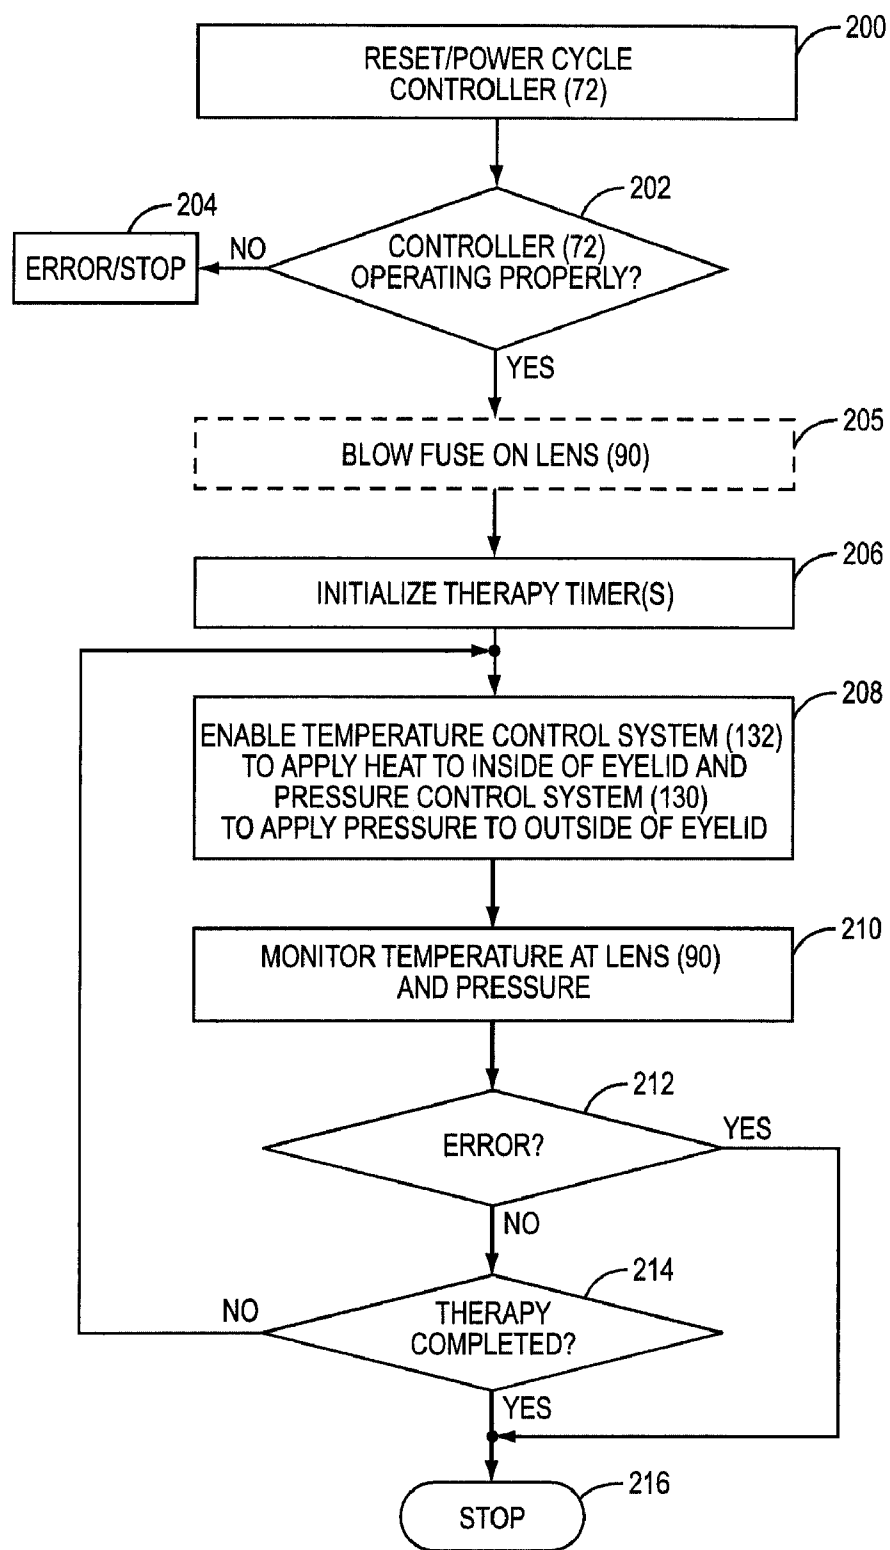 200
RESET/POWER CYCLE
CONTROLLER (72)
202
204
NO
CONTROLLER (72)
OPERATING PROPERLY?
ERROR/STOP
YES
205
BLOW FUSE ON LENS (90)
206
INITIALIZE THERAPY TIMER(S)
208
ENABLE TEMPERATURE CONTROL SYSTEM (132)
TO APPLY HEAT TO INSIDE OF EYELID AND
PRESSURE CONTROL SYSTEM (130)
TO APPLY PRESSURE TO OUTSIDE OF EYELID
210
MONITOR TEMPERATURE AT LENS (90)
AND PRESSURE
212
YES
ERROR?
NO
214
NO
THERAPY
COMPLETED?
YES
216
STOP